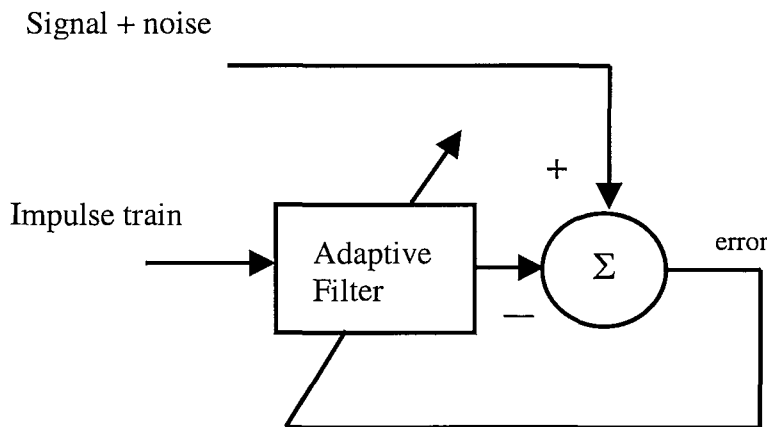 Signal + noise
+
Impulse train
Adaptive
Filter
Σ
error
—